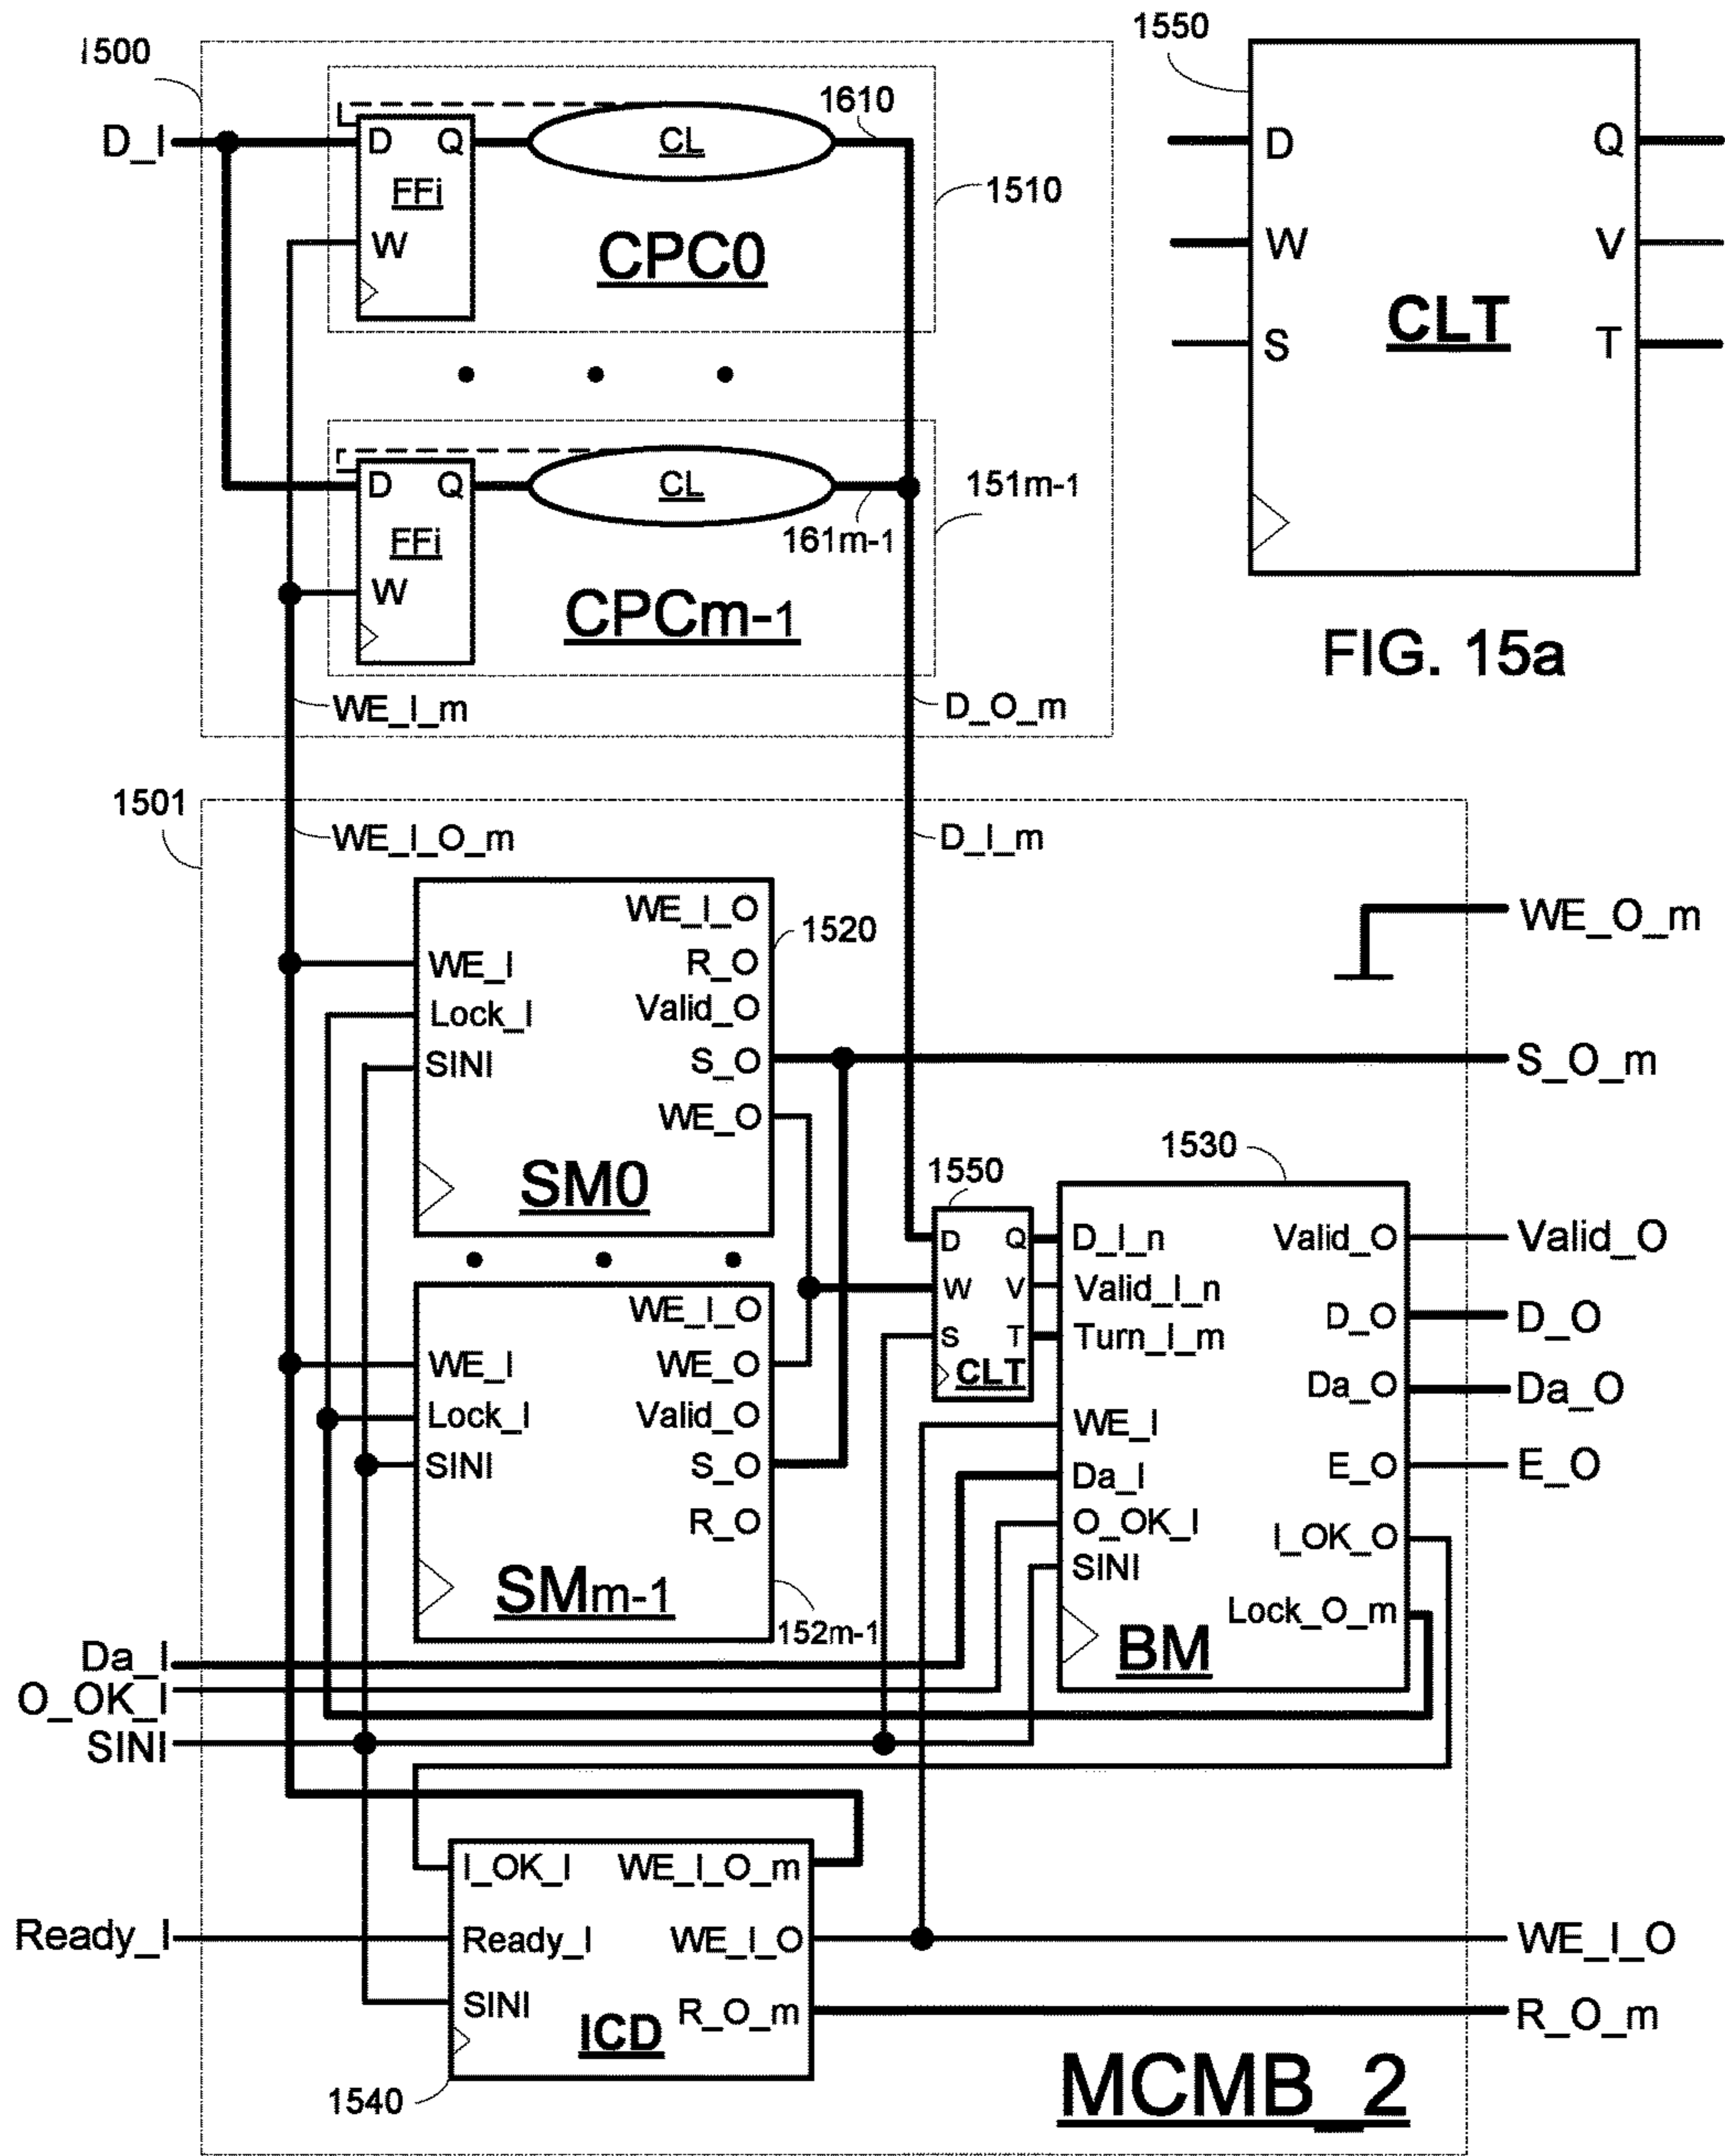 1500
D_I
D Q
FFi
W
CL
1610
1510
CPC0
D Q
FFi
W
CL
161m-1
151m-1
CPCm-1
WE_I_m
D_O_m
1550
D
W
S
Q
V
T
CLT
FIG. 15a
1501
WE_I_O_m
D_I_m
WE_I_O
R_O
Valid_O
S_O
WE_O
WE_I
Lock_I
SINI
SM0
1520
WE_I_O
WE_O
Valid_O
S_O
R_O
WE_I
Lock_I
SINI
SMm-1
152m-1
1550
D Q
W V
S T
CLT
1530
D_I_n
Valid_I_n
Turn_I_m
WE_I
Da_I
O_OK_I
SINI
Valid_O
D_O
Da_O
E_O
I_OK_O
Lock_O_m
BM
WE_O_m
S_O_m
Valid_O
D_O
Da_O
E_O
Da_I
O_OK_I
SINI
Ready_I
I_OK_I
Ready_I
SINI
WE_I_O_m
WE_I_O
R_O_m
ICD
1540
WE_I_O
R_O_m
MCMB_2